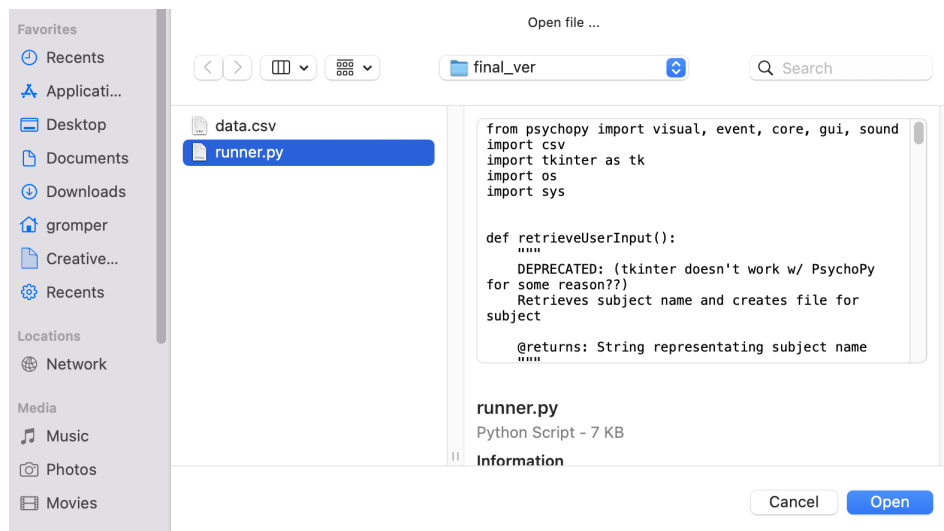 Open file ...
Favorites
Recents
Applicati...
Desktop
Documents
Downloads
gromper
Creative...
Recents
Locations
Network
Media
Music
Photos
Movies
final_ver
Search
data.csv
runner.py
from psychopy import visual, event, core, gui, sound
import csv
import tkinter as tk
import os
import sys
def retrieveUserInput():
"""
DEPRECATED: (tkinter doesn't work w/ PsychoPy
for some reason??)
Retrieves subject name and creates file for
subject
@returns: String representating subject name
"""
runner.py
Python Script - 7 KB
Information
Cancel
Open